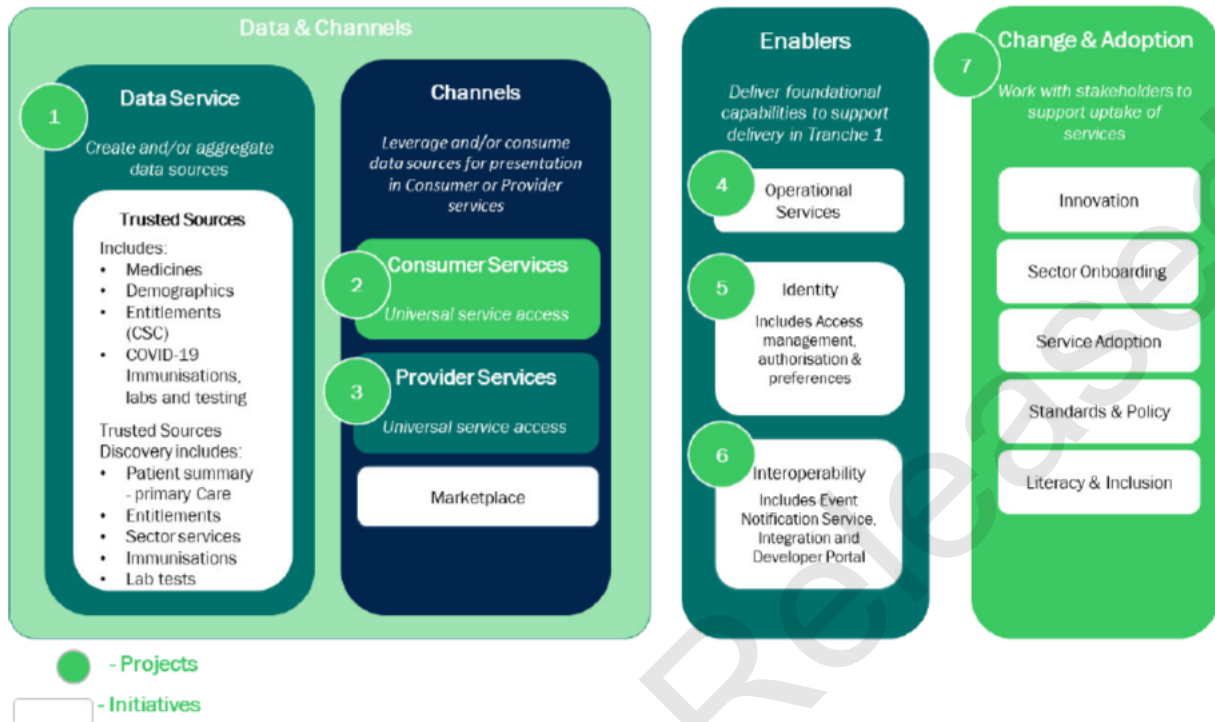 Data & Channels
1
Data Service
Create and/or aggregate
data sources
Trusted Sources
Includes:
• Medicines
• Demographics
• Entitlements
(CSC)
• COVID-19
Immunisations,
labs and testing
Trusted Sources
Discovery includes:
• Patient summary
- primary Care
• Entitlements
• Sector services
• Immunisations
• Lab tests
Channels
Leverage and/or consume
data sources for presentation
in Consumer or Provider
services
2
Consumer Services
Universal service access
3
Provider Services
Universal service access
Marketplace
Enablers
Deliver foundational
capabilities to support
delivery in Tranche 1
4
Operational
Services
5
Identity
Includes Access
management,
authorisation &
preferences
6
Interoperability
Includes Event
Notification Service,
Integration and
Developer Portal
7
Change & Adoption
Work with stakeholders to
support uptake of
services
Innovation
Sector Onboarding
Service Adoption
Standards & Policy
Literacy & Inclusion
- Projects
- Initiatives
Released